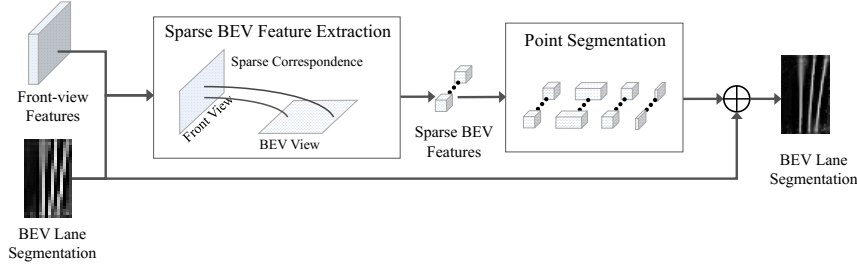 Sparse BEV Feature Extraction
Sparse Correspondence
Front View
BEV View
Front-view
Features
BEV Lane
Segmentation
Sparse BEV
Features
Point Segmentation
BEV Lane
Segmentation